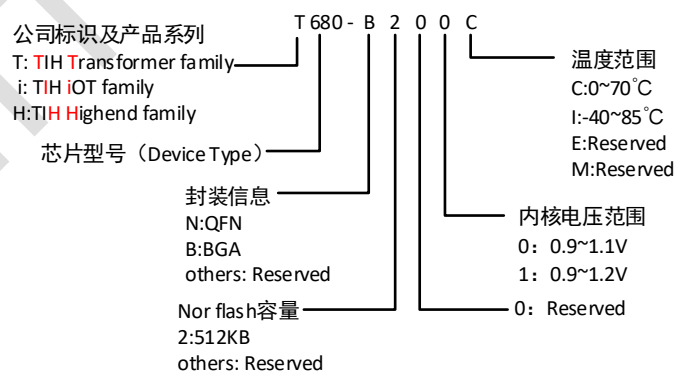 T680-B200C
公司标识及产品系列
T: TIH Transformer family
i: TIH iOT family
H:TIH Highend family
芯片型号（Device Type）
封装信息
N:QFN
B:BGA
others: Reserved
Nor flash容量
2:512KB
others: Reserved
温度范围
C:0~70℃
I:-40~85℃
E:Reserved
M:Reserved
内核电压范围
0：0.9~1.1V
1：0.9~1.2V
0：Reserved